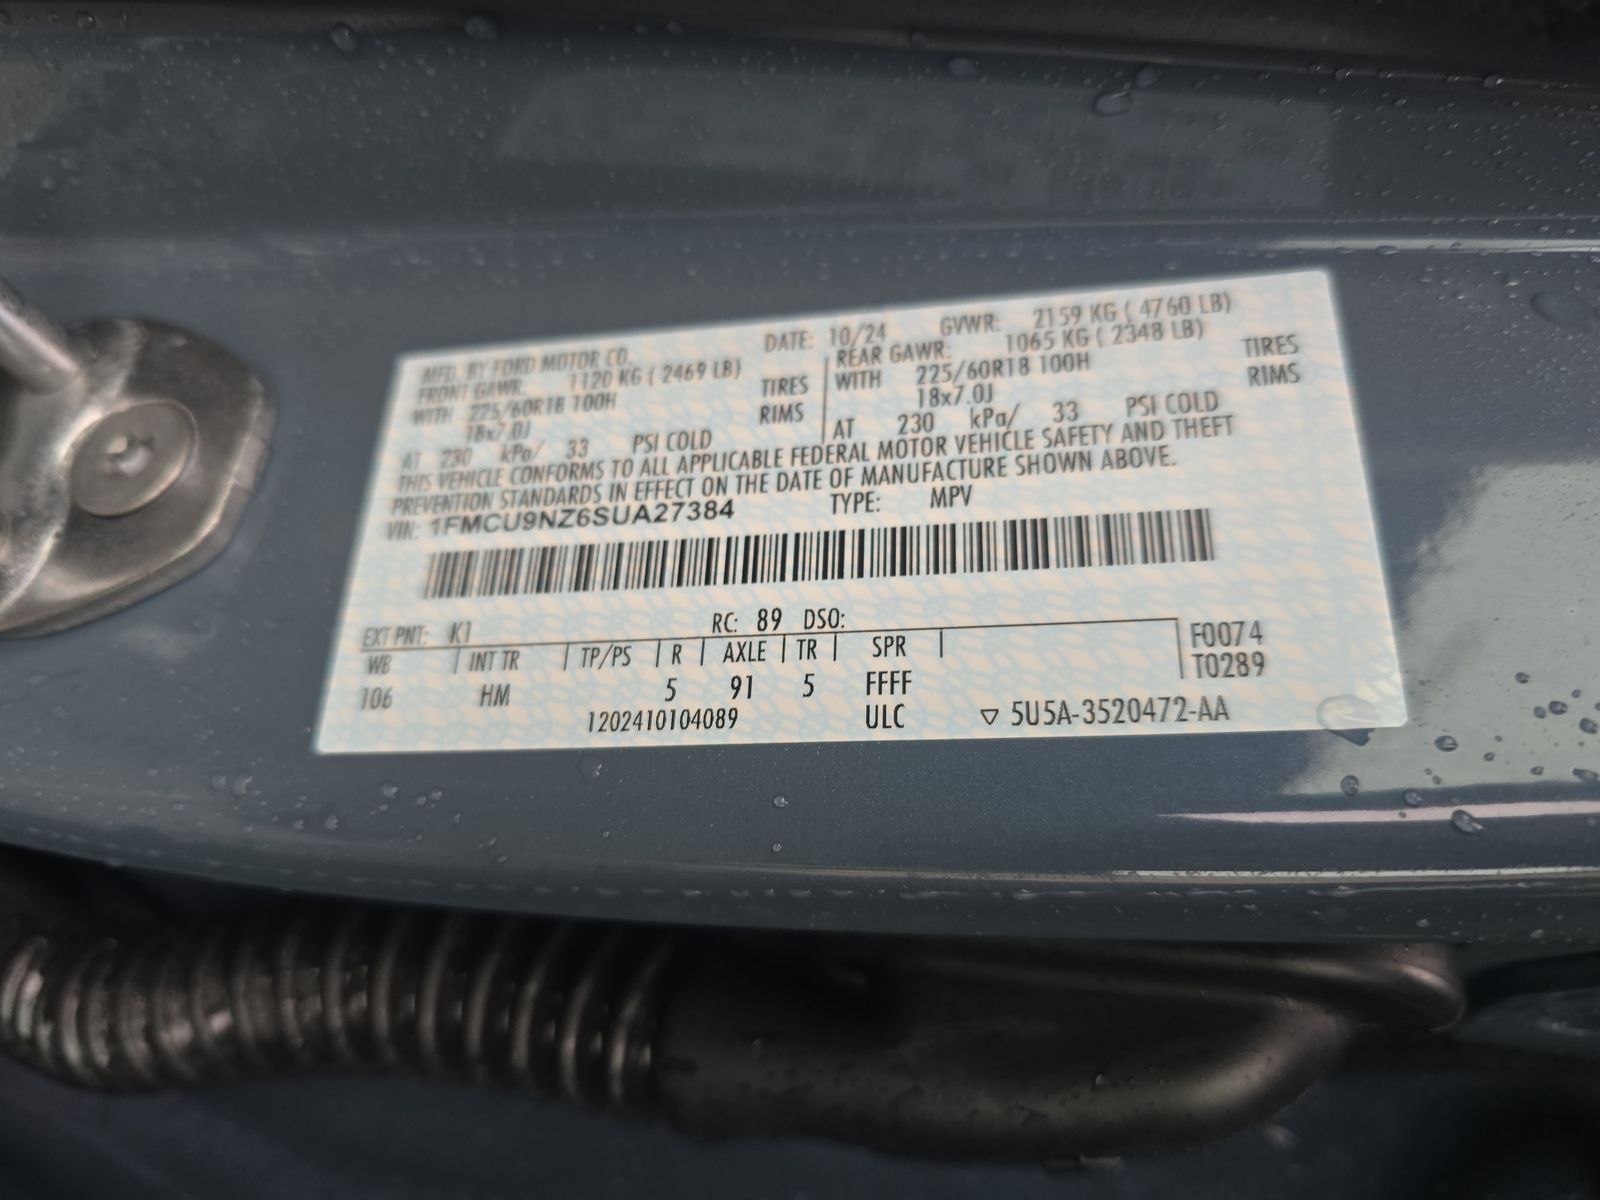 MFD. BY FORD MOTOR CO. DATE: 10/24 GVWR: 2159 KG ( 4760 LB)
FRONT GAWR: 1120 KG ( 2469 LB) REAR GAWR: 1065 KG ( 2348 LB)
WITH 225/60R18 100H TIRES WITH 225/60R18 100H TIRES
18x7.0J RIMS 18x7.0J RIMS
AT 230 kPa/ 33 PSI COLD AT 230 kPa/ 33 PSI COLD
THIS VEHICLE CONFORMS TO ALL APPLICABLE FEDERAL MOTOR VEHICLE SAFETY AND THEFT
PREVENTION STANDARDS IN EFFECT ON THE DATE OF MANUFACTURE SHOWN ABOVE.
VIN: 1FMCU9NZ6SUA27384 TYPE: MPV
EXT PNT: K1 RC: 89 DSO:
WB INT TR TP/PS R AXLE TR SPR F0074
106 HM 5 91 5 FFFF T0289
1202410104089 ULC ▽ 5U5A-3520472-AA